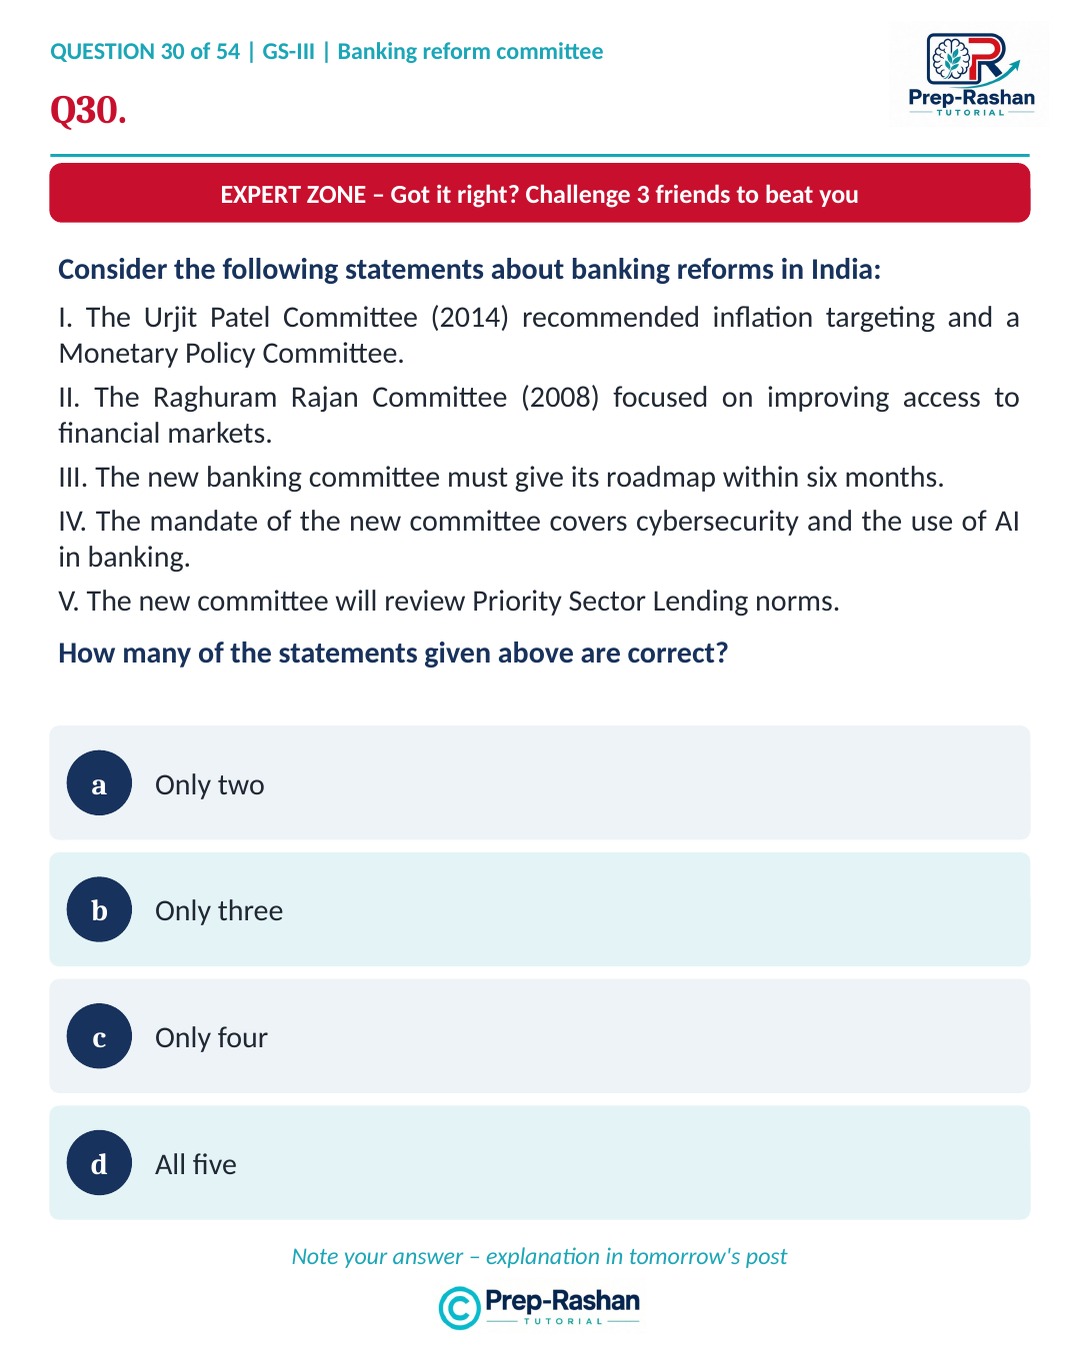 QUESTION 30 of 54 | GS-III | Banking reform committee
Prep-Rashan
TUTORIAL
Q30.
EXPERT ZONE – Got it right? Challenge 3 friends to beat you
Consider the following statements about banking reforms in India:
I. The Urjit Patel Committee (2014) recommended inflation targeting and a
Monetary Policy Committee.
II. The Raghuram Rajan Committee (2008) focused on improving access to
financial markets.
III. The new banking committee must give its roadmap within six months.
IV. The mandate of the new committee covers cybersecurity and the use of AI
in banking.
V. The new committee will review Priority Sector Lending norms.
How many of the statements given above are correct?
a Only two
b Only three
c Only four
d All five
Note your answer – explanation in tomorrow's post
© Prep-Rashan
TUTORIAL